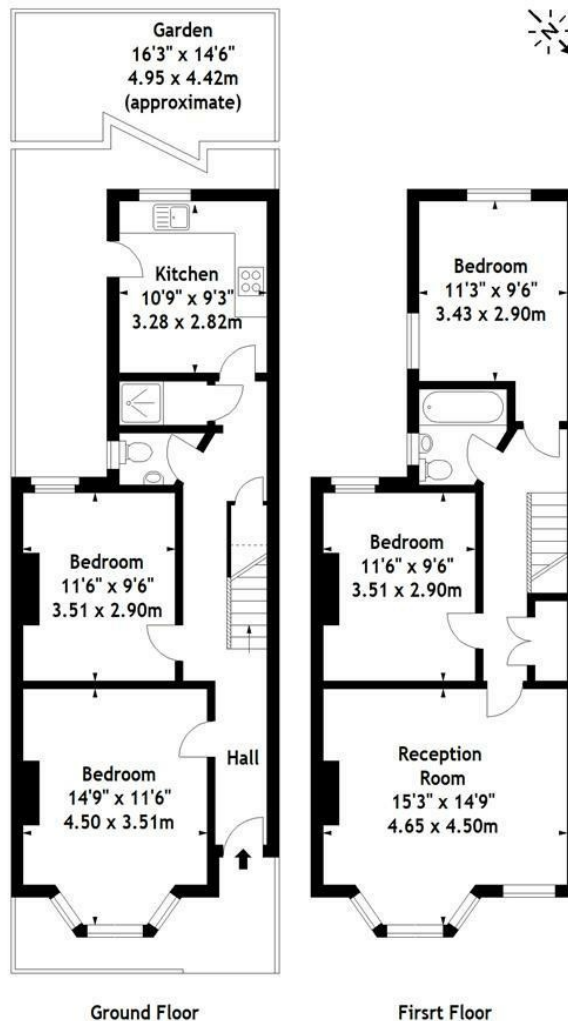 Garden
16'3" x 14'6"
4.95 x 4.42m
(approximate)
N
Kitchen
10'9" x 9'3"
3.28 x 2.82m
Bedroom
11'6" x 9'6"
3.51 x 2.90m
Bedroom
14'9" x 11'6"
4.50 x 3.51m
Hall
Ground Floor
Bedroom
11'3" x 9'6"
3.43 x 2.90m
Bedroom
11'6" x 9'6"
3.51 x 2.90m
Reception
Room
15'3" x 14'9"
4.65 x 4.50m
Firsrt Floor